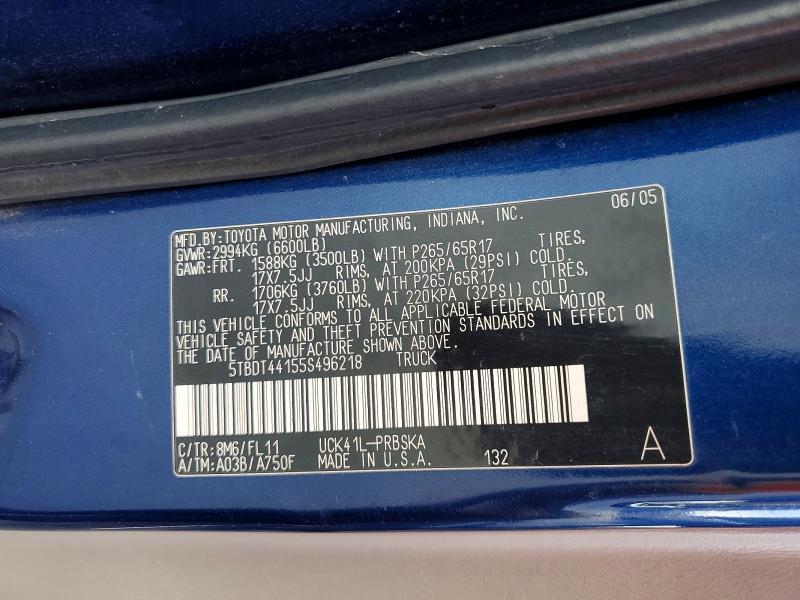 MFD.BY:TOYOTA MOTOR MANUFACTURING, INDIANA, INC. 06/05
GVWR:2994KG (6600LB)
GAWR:FRT. 1588KG (3500LB) WITH P265/65R17 TIRES,
17X7.5JJ RIMS, AT 200KPA (29PSI) COLD.
RR. 1706KG (3760LB) WITH P265/65R17 TIRES,
17X7.5JJ RIMS, AT 220KPA (32PSI) COLD.
THIS VEHICLE CONFORMS TO ALL APPLICABLE FEDERAL MOTOR
VEHICLE SAFETY AND THEFT PREVENTION STANDARDS IN EFFECT ON
THE DATE OF MANUFACTURE SHOWN ABOVE.
5TBDT44155S496218 TRUCK
C/TR:8M6/FL11 UCK41L-PRBSKA
A/TM:A03B/A750F MADE IN U.S.A. 132 A